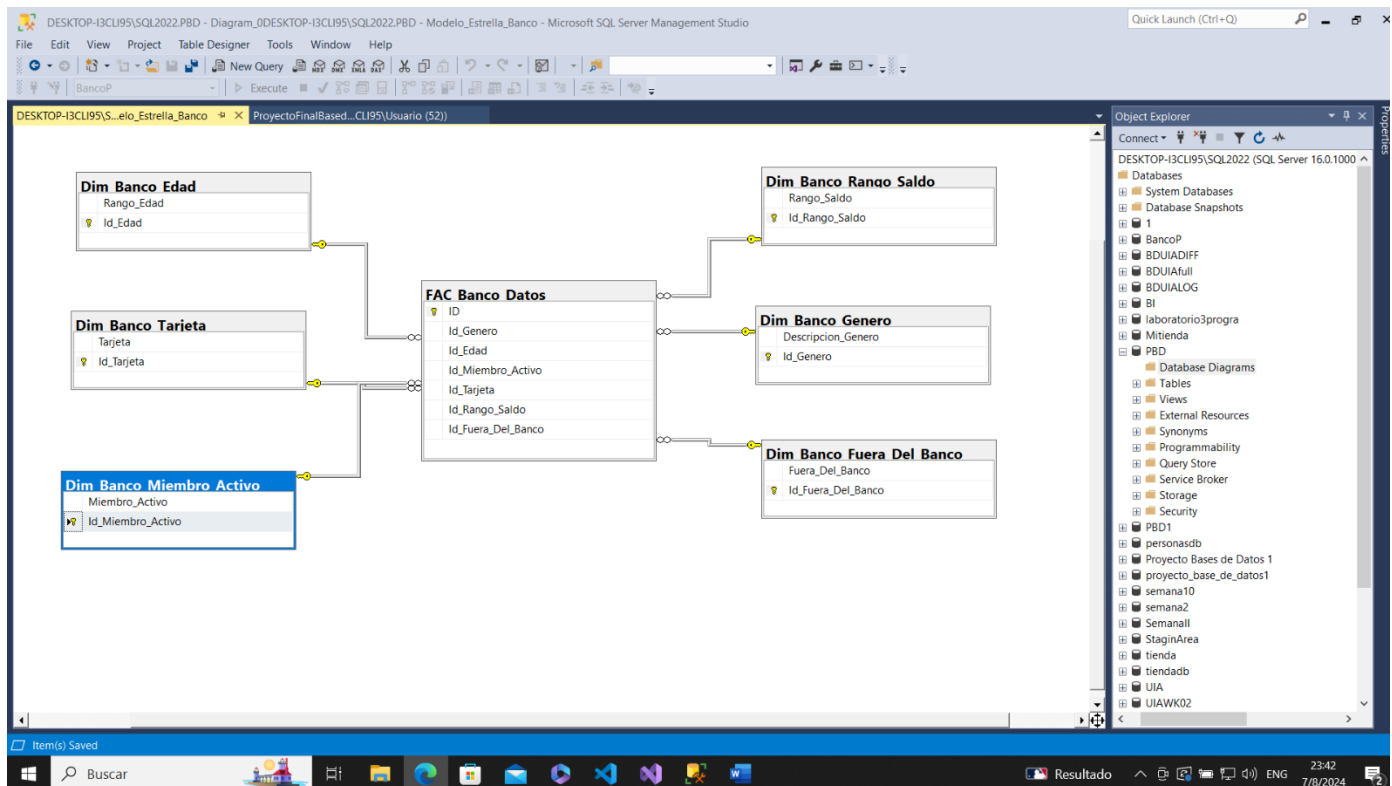 DESKTOP-I3CLI95\SQL2022.PBD - Diagram_0DESKTOP-I3CLI95\SQL2022.PBD - Modelo_Estrella_Banco - Microsoft SQL Server Management Studio
Quick Launch (Ctrl+Q)
File Edit View Project Table Designer Tools Window Help
New Query
BancoP
Execute
DESKTOP-I3CLI95\S...elo_Estrella_Banco
ProyectoFinalBased...CLI95\Usuario (52))
Dim Banco Edad
Rango_Edad
Id_Edad
Dim Banco Tarjeta
Tarjeta
Id_Tarjeta
Dim Banco Miembro Activo
Miembro_Activo
Id_Miembro_Activo
FAC Banco Datos
ID
Id_Genero
Id_Edad
Id_Miembro_Activo
Id_Tarjeta
Id_Rango_Saldo
Id_Fuera_Del_Banco
Dim Banco Rango Saldo
Rango_Saldo
Id_Rango_Saldo
Dim Banco Genero
Descripcion_Genero
Id_Genero
Dim Banco Fuera Del Banco
Fuera_Del_Banco
Id_Fuera_Del_Banco
Object Explorer
Properties
Connect
DESKTOP-I3CLI95\SQL2022 (SQL Server 16.0.1000
Databases
System Databases
Database Snapshots
1
BancoP
BDUIADIFF
BDUIAfull
BDUIALOG
BI
laboratorio3progra
Mitienda
PBD
Database Diagrams
Tables
Views
External Resources
Synonyms
Programmability
Query Store
Service Broker
Storage
Security
PBD1
personasdb
Proyecto Bases de Datos 1
proyecto_base_de_datos1
semana10
semana2
SemanaII
StaginArea
tienda
tiendadb
UIA
UIAWK02
Item(s) Saved
Buscar
Resultado
ENG
23:42
7/8/2024
2